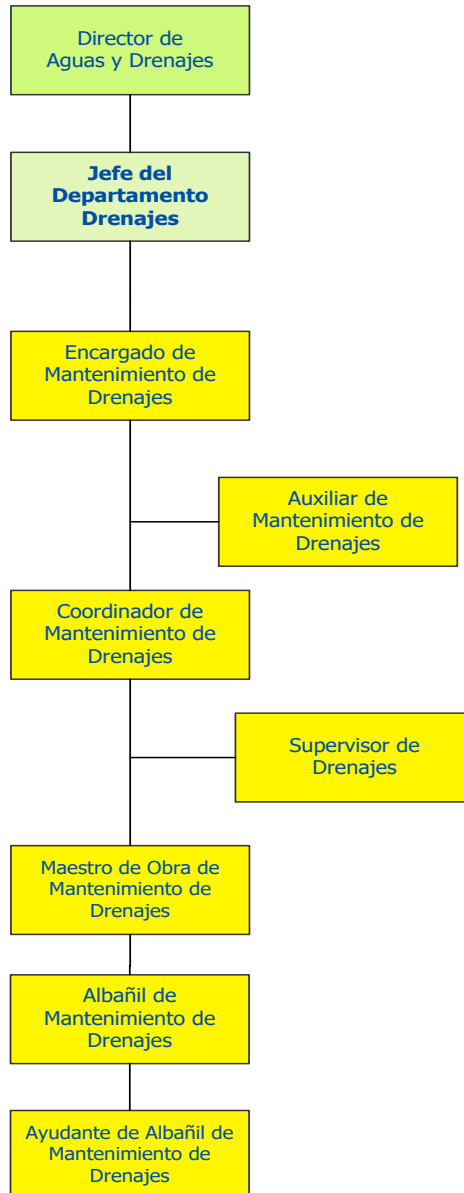 Director de
Aguas y Drenajes
Jefe del
Departamento
Drenajes
Encargado de
Mantenimiento de
Drenajes
Auxiliar de
Mantenimiento de
Drenajes
Coordinador de
Mantenimiento de
Drenajes
Supervisor de
Drenajes
Maestro de Obra de
Mantenimiento de
Drenajes
Albañil de
Mantenimiento de
Drenajes
Ayudante de Albañil de
Mantenimiento de
Drenajes